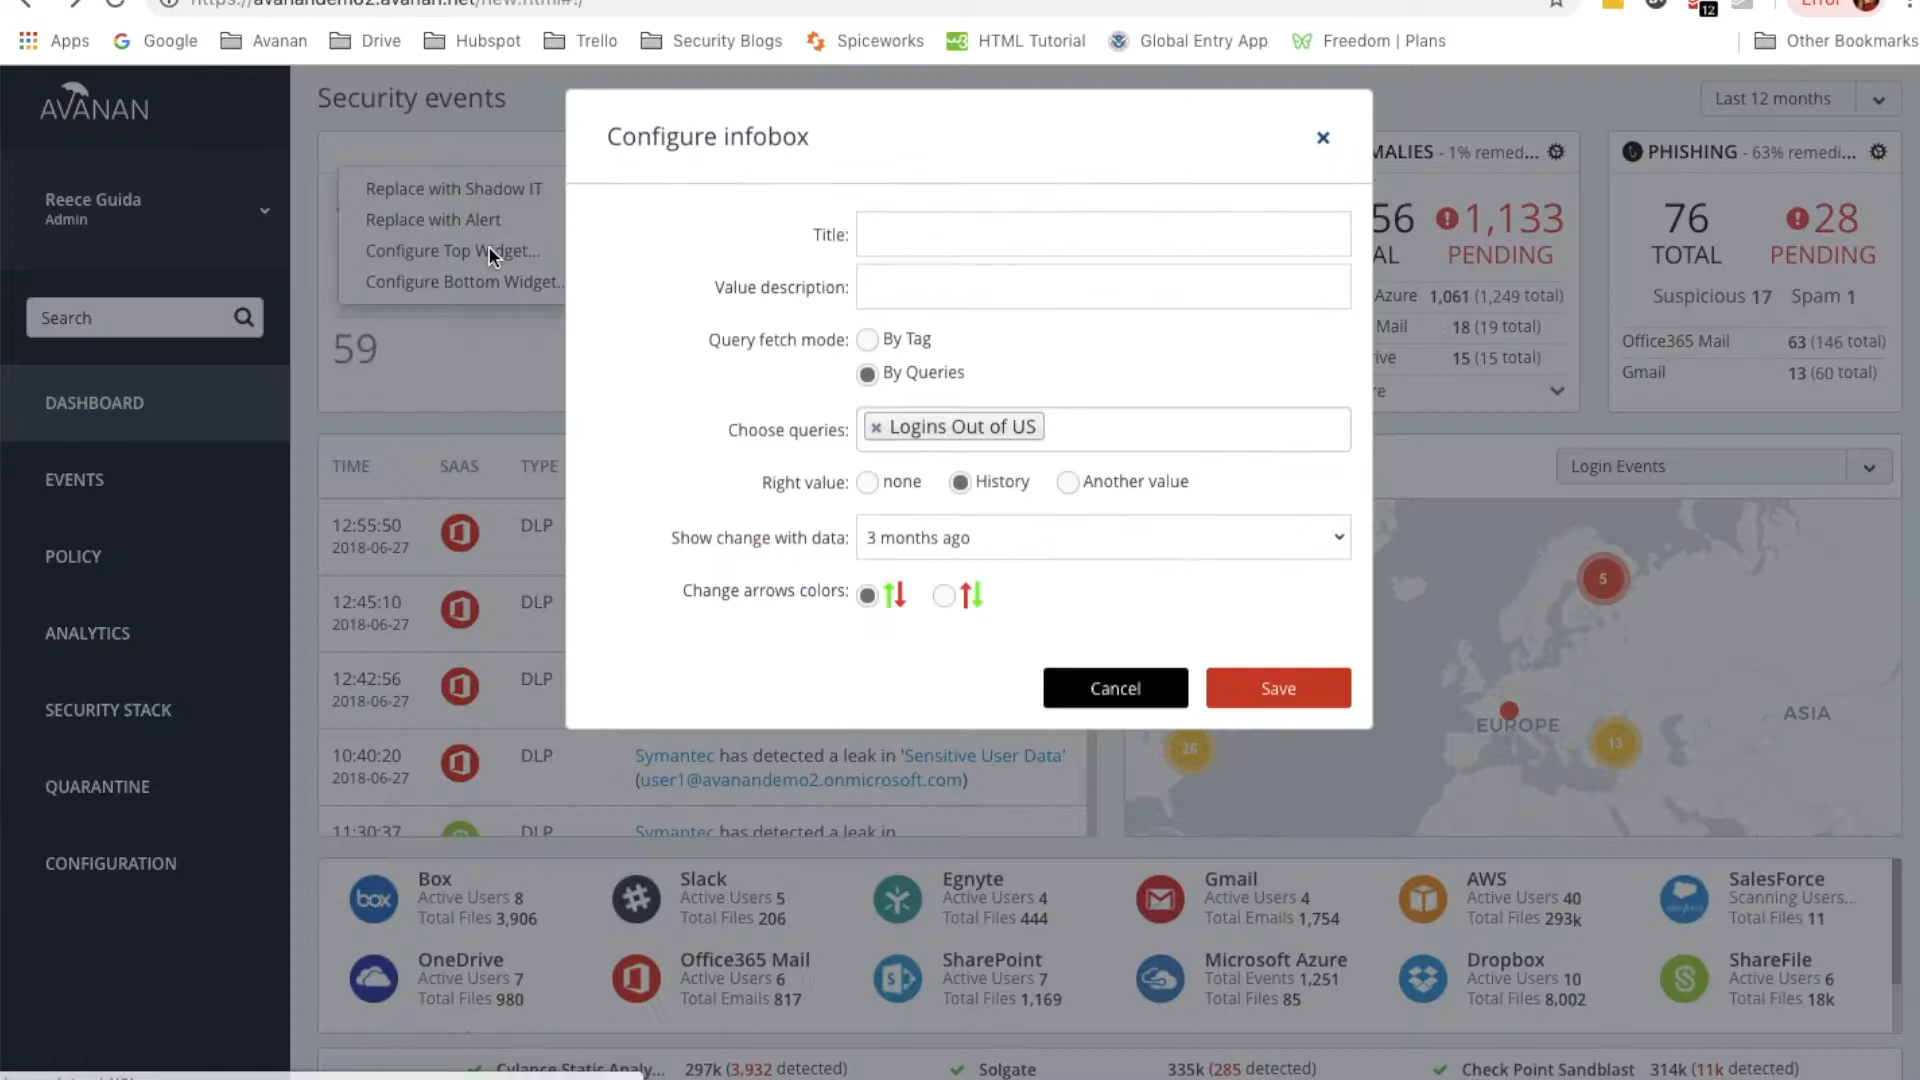 Apps
Google
Avanan
Drive
Hubspot
Trello
Security Blogs
Spiceworks
HTML Tutorial
Global Entry App
Freedom | Plans
Other Bookmarks
12
AVANAN
Reece Guida
Admin
Search
DASHBOARD
EVENTS
POLICY
ANALYTICS
SECURITY STACK
QUARANTINE
CONFIGURATION
Security events
Last 12 months
Replace with Shadow IT
Replace with Alert
Configure Top Widget...
Configure Bottom Widget...
59
Configure infobox
Title:
Value description:
Query fetch mode:
By Tag
By Queries
Choose queries:
× Logins Out of US
Right value:
none
History
Another value
Show change with data:
3 months ago
Change arrows colors:
Cancel
Save
- 1% remed...
1,133
PENDING
Azure 1,061 (1,249 total)
Mail 18 (19 total)
15 (15 total)
PHISHING - 63% remedi...
76
TOTAL
28
PENDING
Suspicious 17 Spam 1
Office365 Mail 63 (146 total)
Gmail 13 (60 total)
TIME SAAS TYPE
12:55:50
2018-06-27
DLP
12:45:10
2018-06-27
DLP
12:42:56
2018-06-27
DLP
10:40:20
2018-06-27
DLP
Symantec has detected a leak in 'Sensitive User Data'
(user1@avanandemo2.onmicrosoft.com)
11:30:37
DLP
Symantec has detected a leak in
Login Events
5
26
13
EUROPE
ASIA
Box
Active Users 8
Total Files 3,906
Slack
Active Users 5
Total Files 206
Egnyte
Active Users 4
Total Files 444
Gmail
Active Users 4
Total Emails 1,754
AWS
Active Users 40
Total Files 293k
SalesForce
Scanning Users...
Total Files 11
OneDrive
Active Users 7
Total Files 980
Office365 Mail
Active Users 6
Total Emails 817
SharePoint
Active Users 7
Total Files 1,169
Microsoft Azure
Total Events 1,251
Total Files 85
Dropbox
Active Users 10
Total Files 8,002
ShareFile
Active Users 6
Total Files 18k
Cylance Static Analy... 297k (3,932 detected)
Solgate 335k (285 detected)
Check Point Sandblast 314k (11k detected)